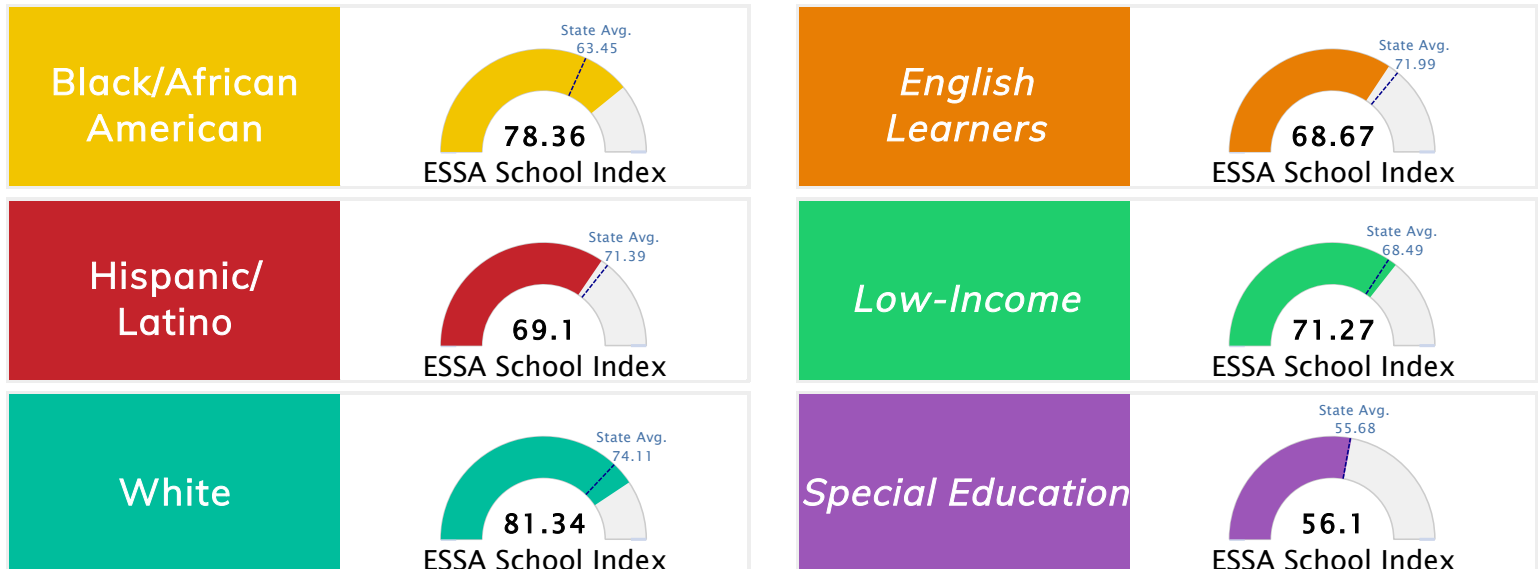 Black/African
American
State Avg.
63.45
78.36
ESSA School Index
English
Learners
State Avg.
71.99
68.67
ESSA School Index
Hispanic/
Latino
State Avg.
71.39
69.1
ESSA School Index
Low-Income
State Avg.
68.49
71.27
ESSA School Index
White
State Avg.
74.11
81.34
ESSA School Index
Special Education
State Avg.
55.68
56.1
ESSA School Index